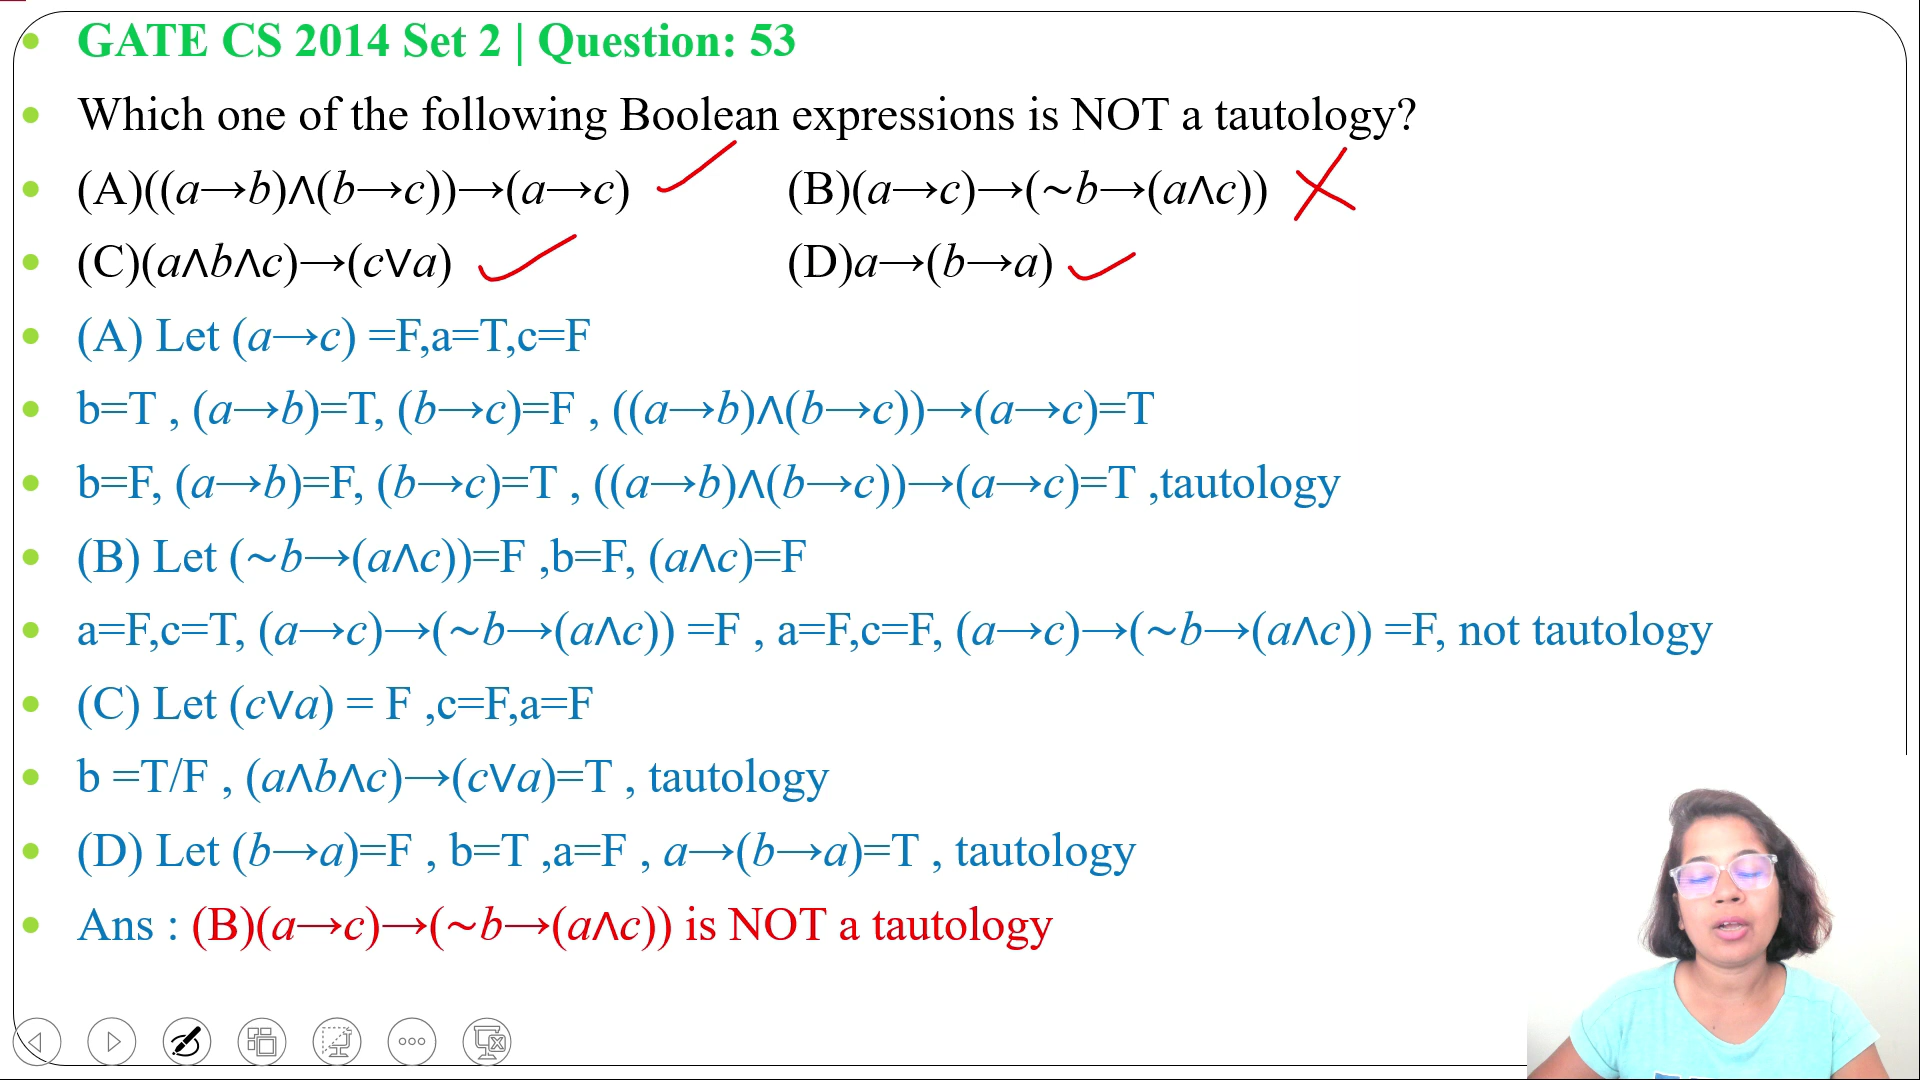 GATE CS 2014 Set 2 | Question: 53
Which one of the following Boolean expressions is NOT a tautology?
(A)((a→b)∧(b→c))→(a→c) (B)(a→c)→(~b→(a∧c))
(C)(a∧b∧c)→(c∨a) (D)a→(b→a)
(A) Let (a→c) =F,a=T,c=F
b=T , (a→b)=T, (b→c)=F , ((a→b)∧(b→c))→(a→c)=T
b=F, (a→b)=F, (b→c)=T , ((a→b)∧(b→c))→(a→c)=T ,tautology
(B) Let (~b→(a∧c))=F ,b=F, (a∧c)=F
a=F,c=T, (a→c)→(~b→(a∧c)) =F , a=F,c=F, (a→c)→(~b→(a∧c)) =F, not tautology
(C) Let (c∨a) = F ,c=F,a=F
b =T/F , (a∧b∧c)→(c∨a)=T , tautology
(D) Let (b→a)=F , b=T ,a=F , a→(b→a)=T , tautology
Ans : (B)(a→c)→(~b→(a∧c)) is NOT a tautology